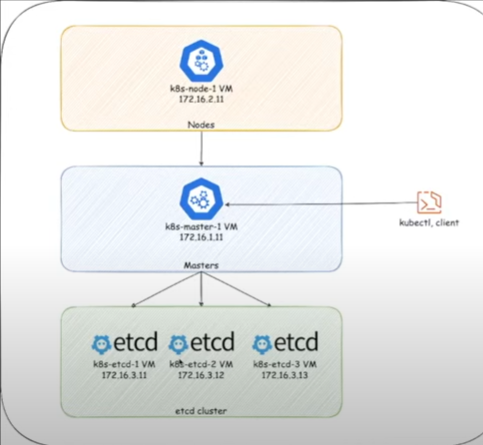 k8s-node-1 VM
172.16.2.11
Nodes
k8s-master-1 VM
172.16.1.11
kubectl, client
Masters
etcd etcd etcd
k8s-etcd-1 VM k8s-etcd-2 VM k8s-etcd-3 VM
172.16.3.11 172.16.3.12 172.16.3.13
etcd cluster